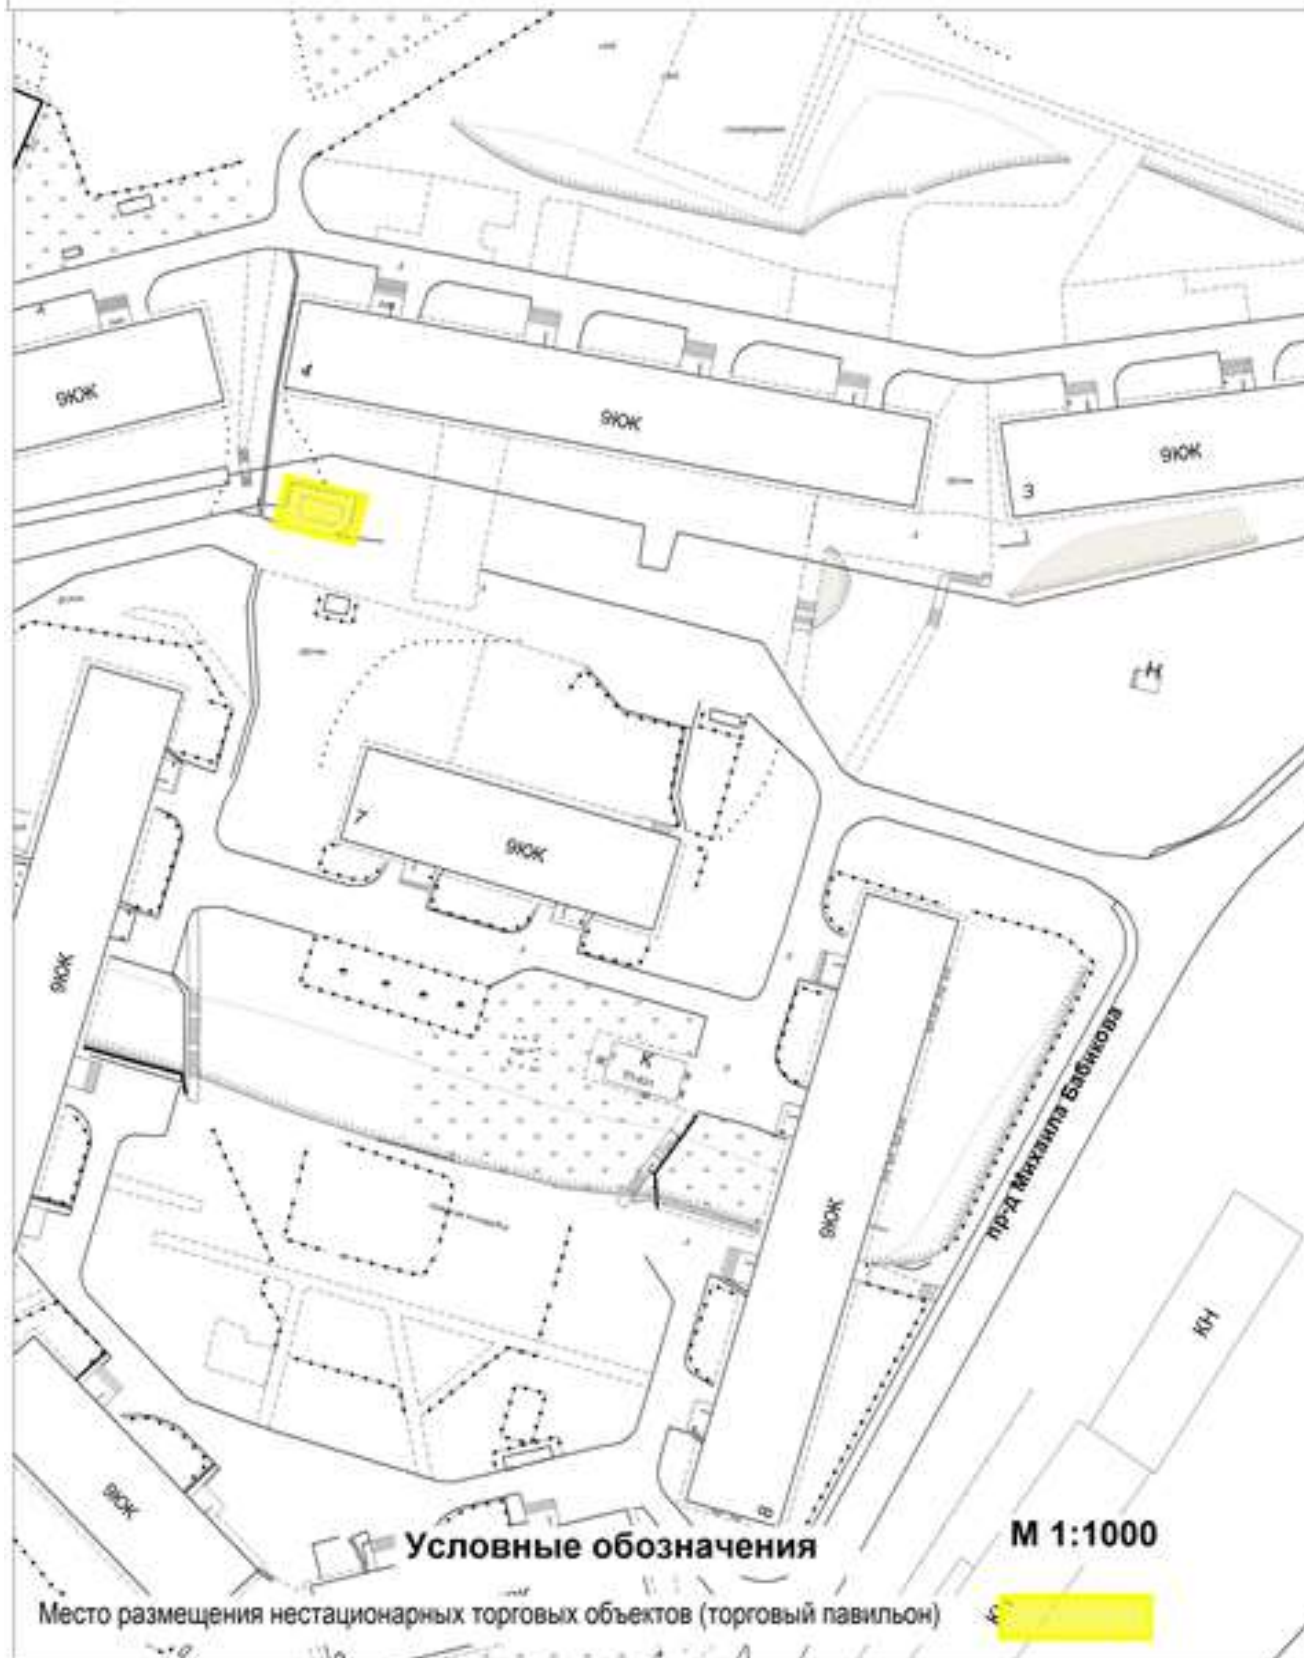 9ЮЖ
4
9ЮЖ
9ЮЖ
3
Н
7
9ЮЖ
9ЮЖ
К
пр-д Михаила Бабикова
9ЮЖ
КН
9ЮЖ
8
Условные обозначения
М 1:1000
Место размещения нестационарных торговых объектов (торговый павильон)